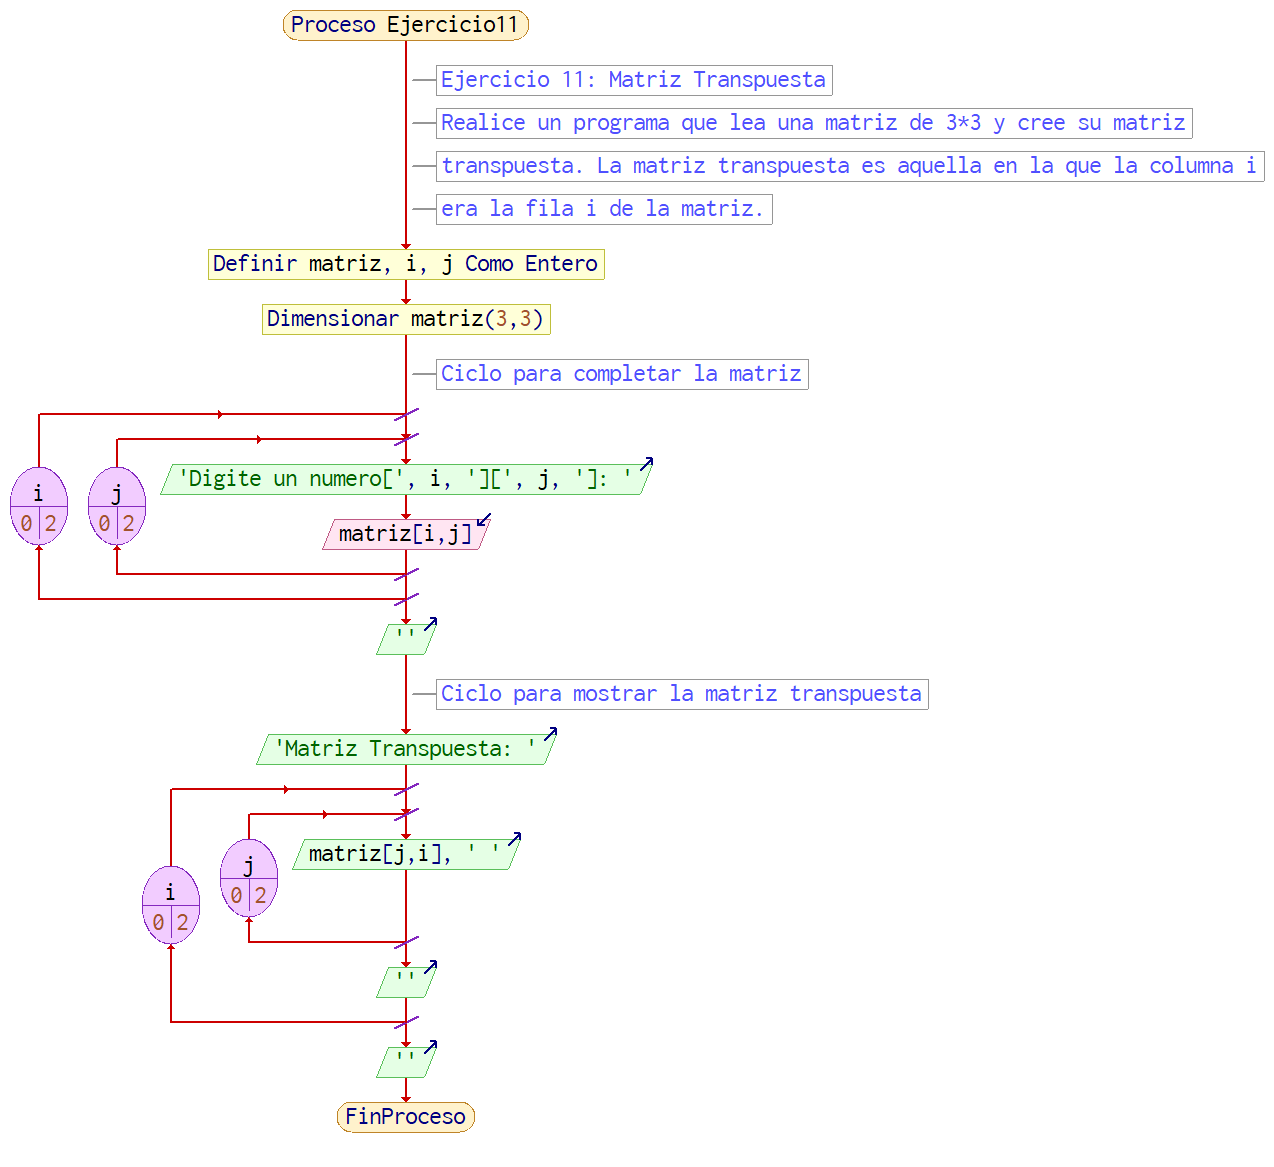 Proceso Ejercicio11
Ejercicio 11: Matriz Transpuesta
Realice un programa que lea una matriz de 3*3 y cree su matriz
transpuesta. La matriz transpuesta es aquella en la que la columna i
era la fila i de la matriz.
Definir matriz, i, j Como Entero
Dimensionar matriz(3,3)
Ciclo para completar la matriz
i
0 2
j
0 2
'Digite un numero[', i, '][', j, ']: '
matriz[i,j]
''
Ciclo para mostrar la matriz transpuesta
'Matriz Transpuesta: '
i
0 2
j
0 2
matriz[j,i], ' '
''
''
FinProceso